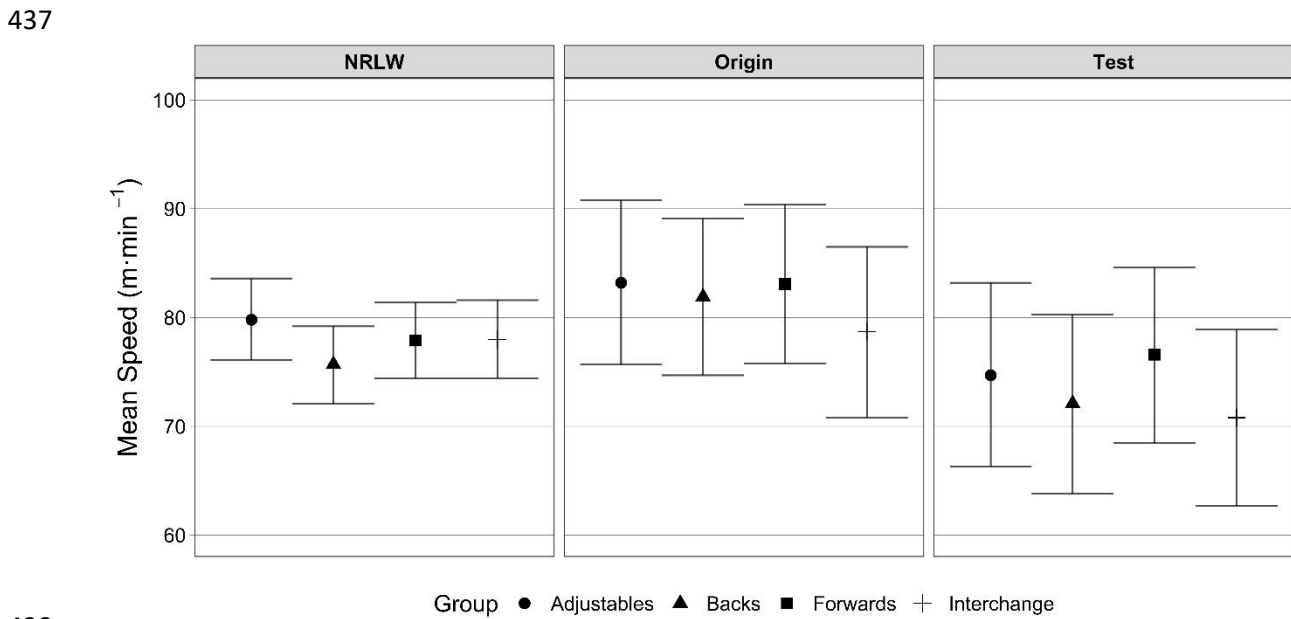 437
NRLW Origin Test
100
90
80
70
60
Mean Speed (m·min ⁻¹)
Group Adjustables Backs Forwards Interchange